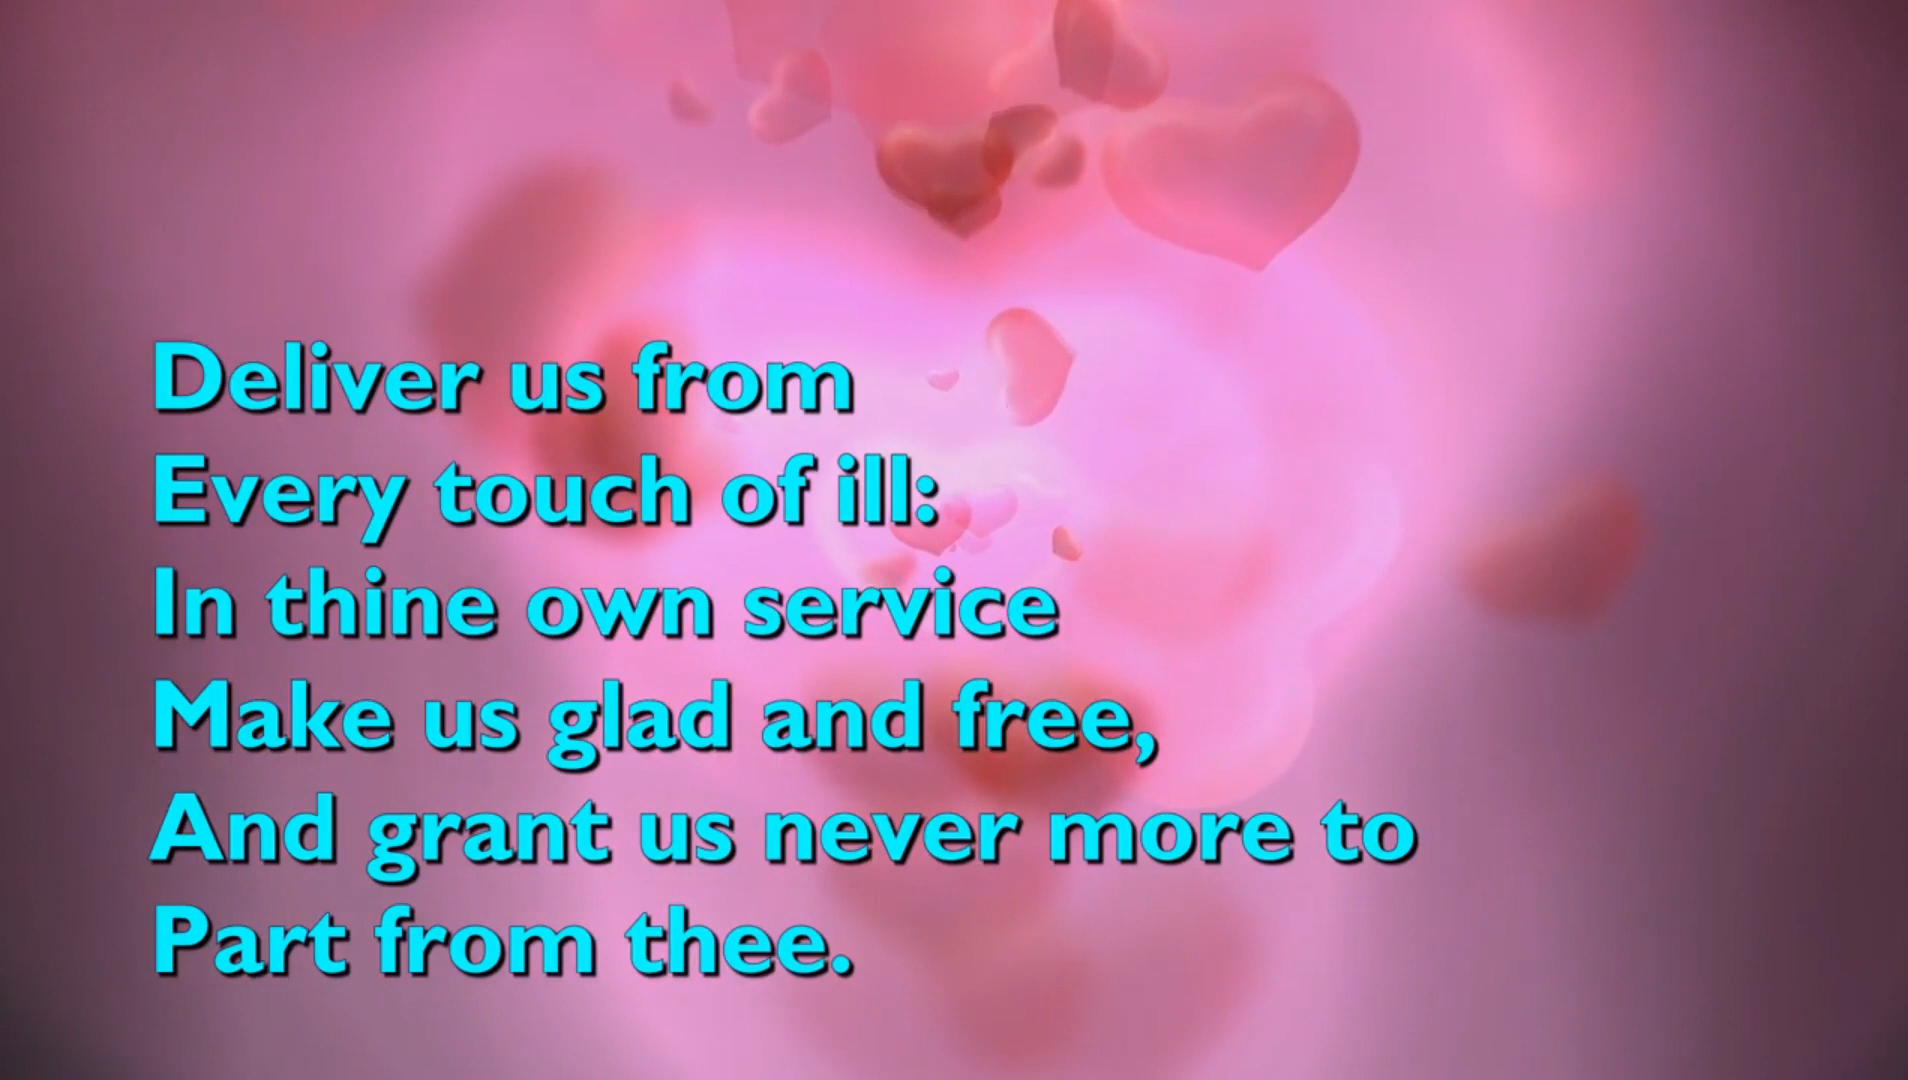 Deliver us from
Every touch of ill:
In thine own service
Make us glad and free,
And grant us never more to
Part from thee.